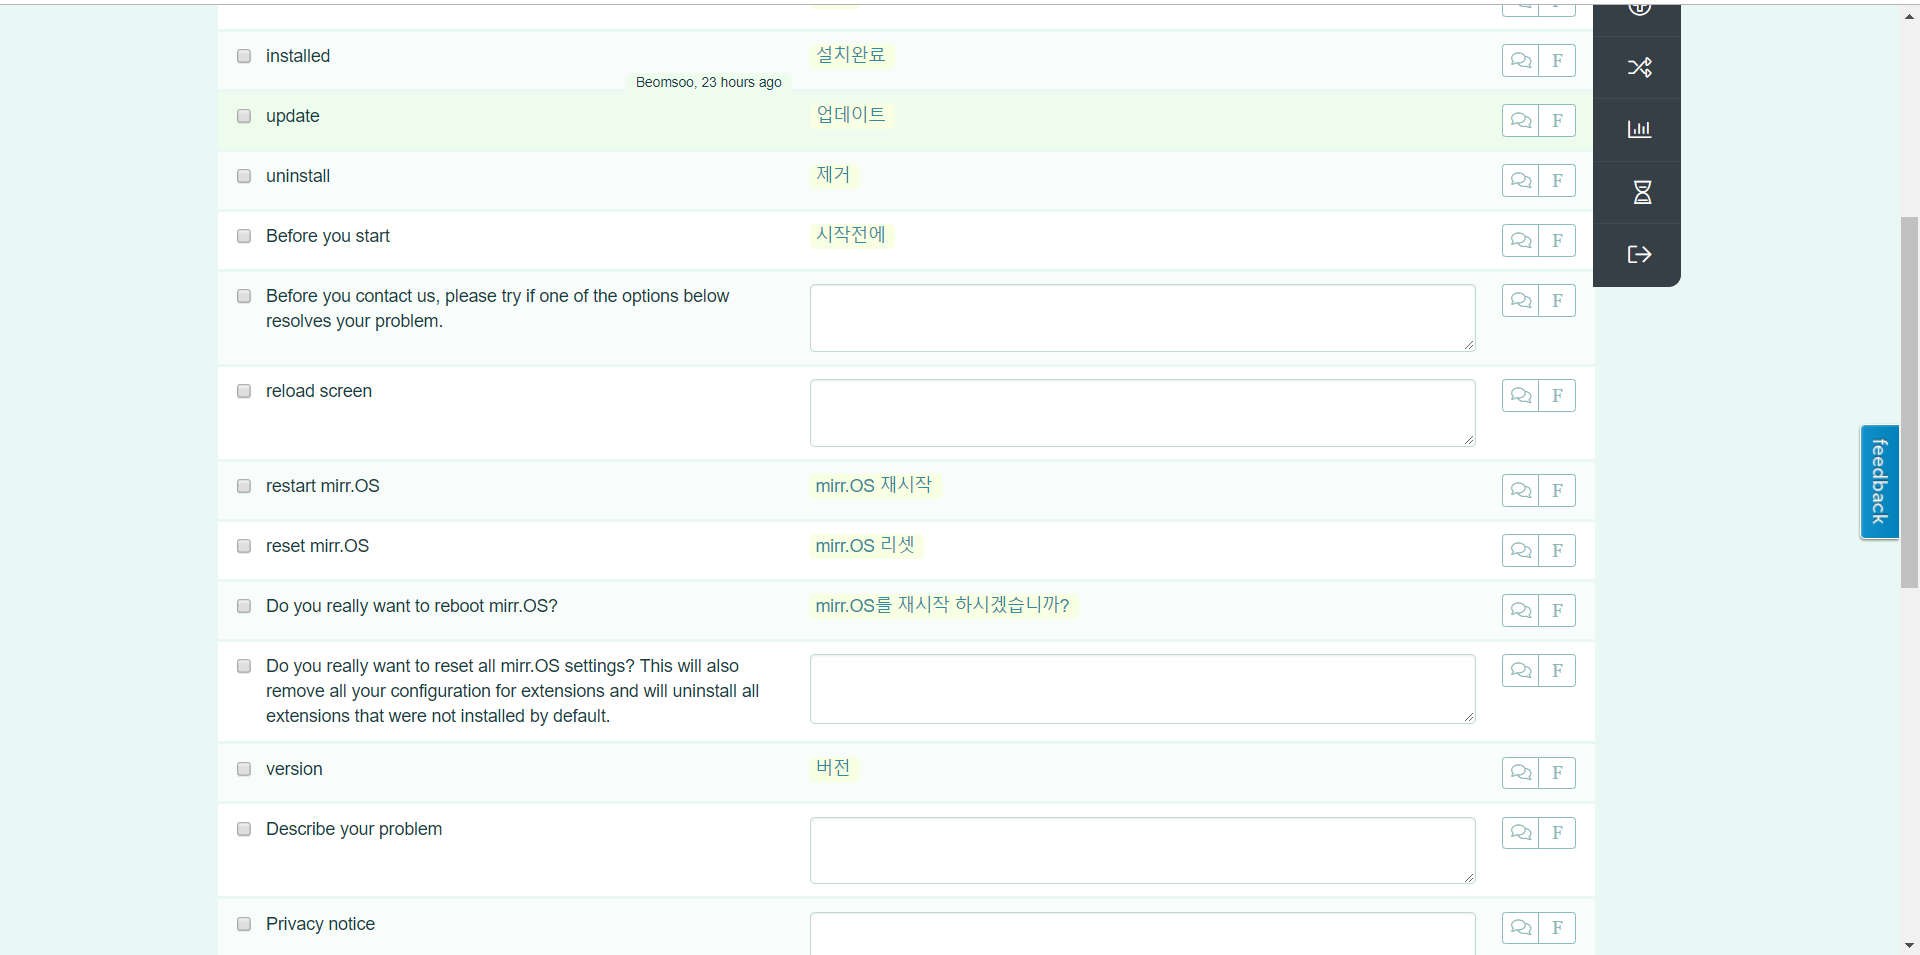 F
installed
설치완료
F
Beomsoo, 23 hours ago
update
업데이트
F
uninstall
제거
F
Before you start
시작전에
F
Before you contact us, please try if one of the options below
resolves your problem.
F
reload screen
F
restart mirr.OS
mirr.OS 재시작
F
reset mirr.OS
mirr.OS 리셋
F
Do you really want to reboot mirr.OS?
mirr.OS를 재시작 하시겠습니까?
F
Do you really want to reset all mirr.OS settings? This will also
remove all your configuration for extensions and will uninstall all
extensions that were not installed by default.
F
version
버전
F
Describe your problem
F
Privacy notice
F
feedback